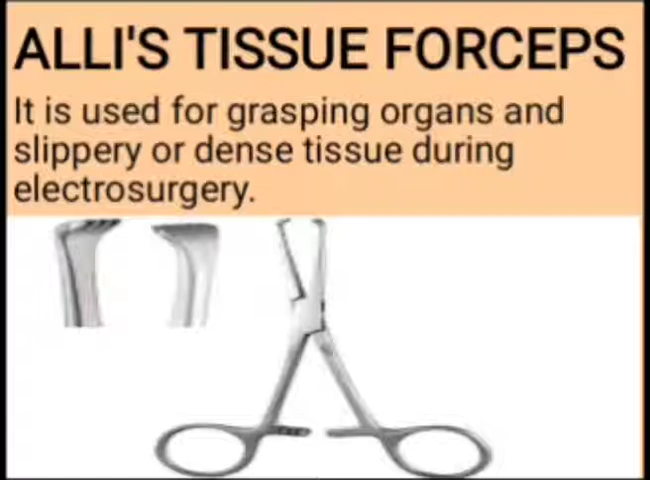 ALLI'S TISSUE FORCEPS
It is used for grasping organs and
slippery or dense tissue during
electrosurgery.